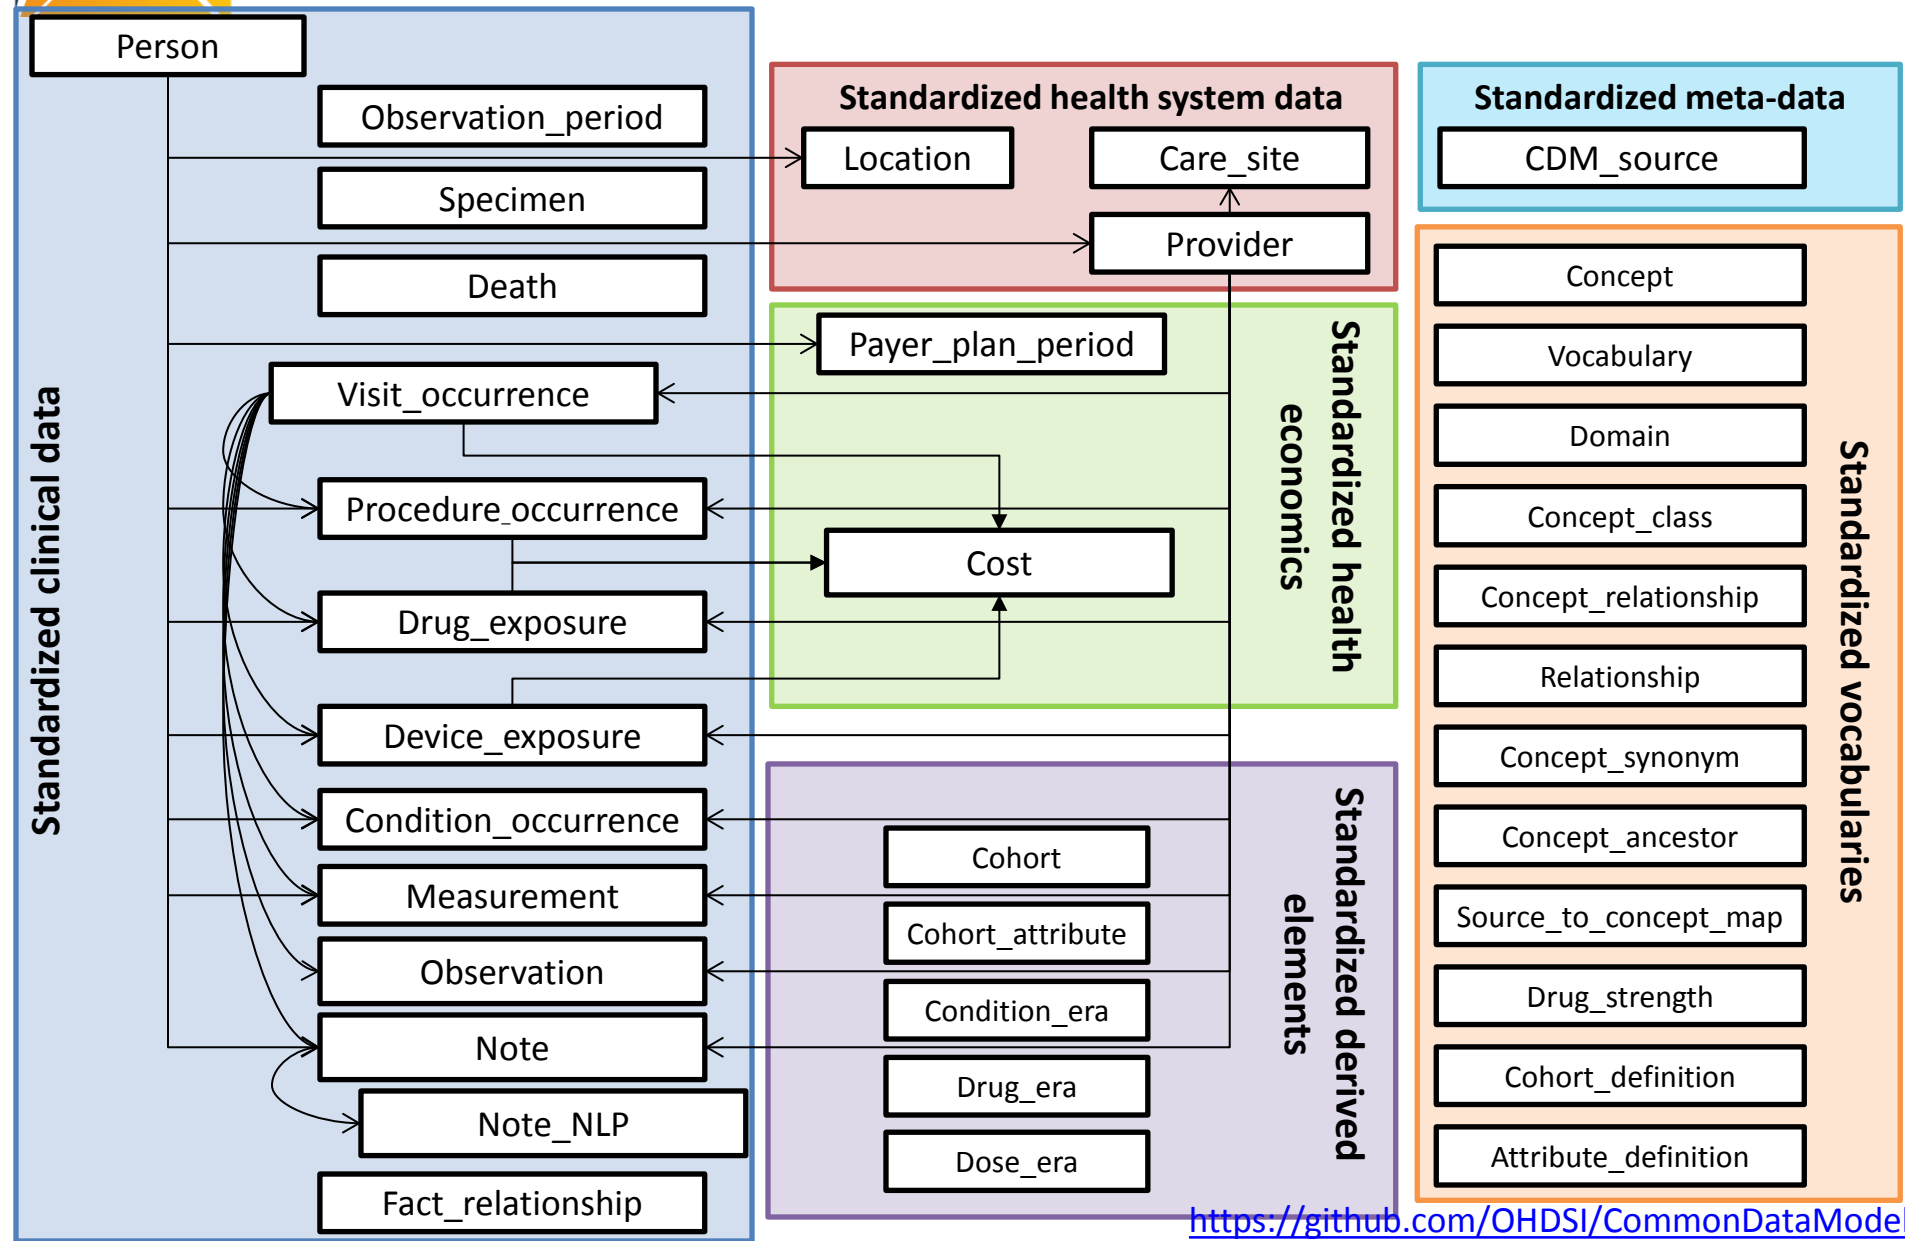 Person
Observation_period
Specimen
Death
Visit_occurrence
Procedure_occurrence
Drug_exposure
Device_exposure
Condition_occurrence
Measurement
Observation
Note
Note_NLP
Fact_relationship
Standardized clinical data
Standardized health system data
Location
Care_site
Provider
Payer_plan_period
Cost
Standardized health
economics
Cohort
Cohort_attribute
Condition_era
Drug_era
Dose_era
Standardized derived
elements
Standardized meta-data
CDM_source
Concept
Vocabulary
Domain
Concept_class
Concept_relationship
Relationship
Concept_synonym
Concept_ancestor
Source_to_concept_map
Drug_strength
Cohort_definition
Attribute_definition
Standardized vocabularies
https://github.com/OHDSI/CommonDataModel